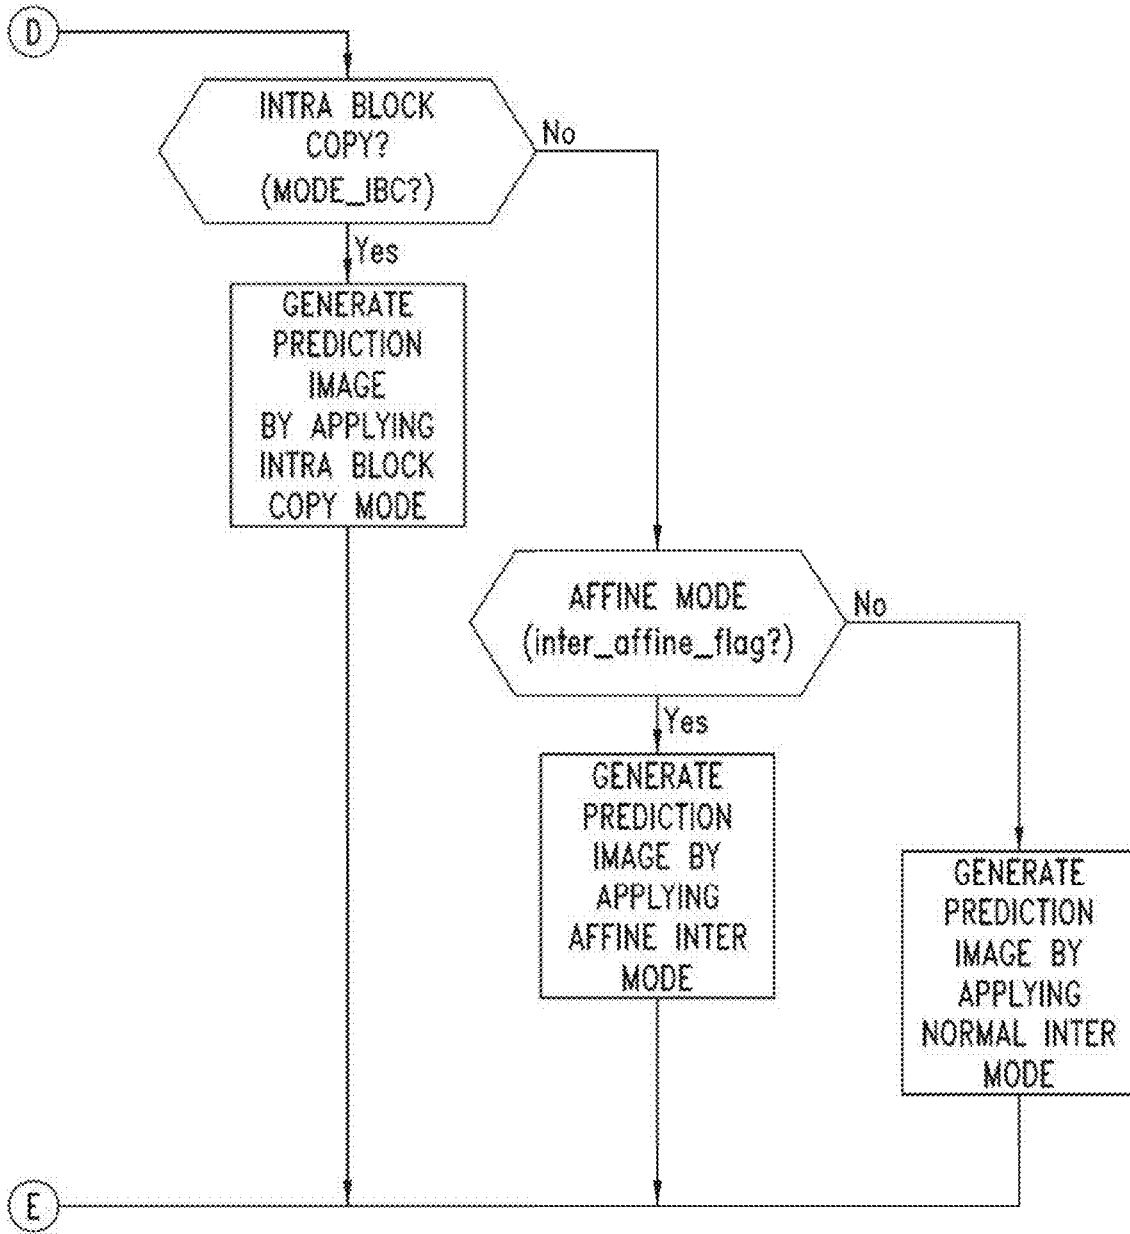 D
INTRA BLOCK
COPY?
(MODE_IBC?)
No
Yes
GENERATE
PREDICTION
IMAGE
BY APPLYING
INTRA BLOCK
COPY MODE
AFFINE MODE
(inter_affine_flag?)
No
Yes
GENERATE
PREDICTION
IMAGE BY
APPLYING
AFFINE INTER
MODE
GENERATE
PREDICTION
IMAGE BY
APPLYING
NORMAL INTER
MODE
E